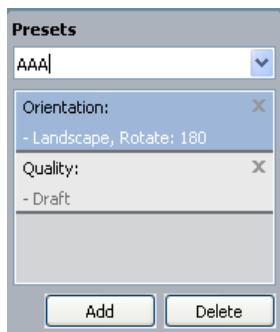 Presets
AAA
Orientation: X
- Landscape, Rotate: 180
Quality: X
- Draft
Add Delete